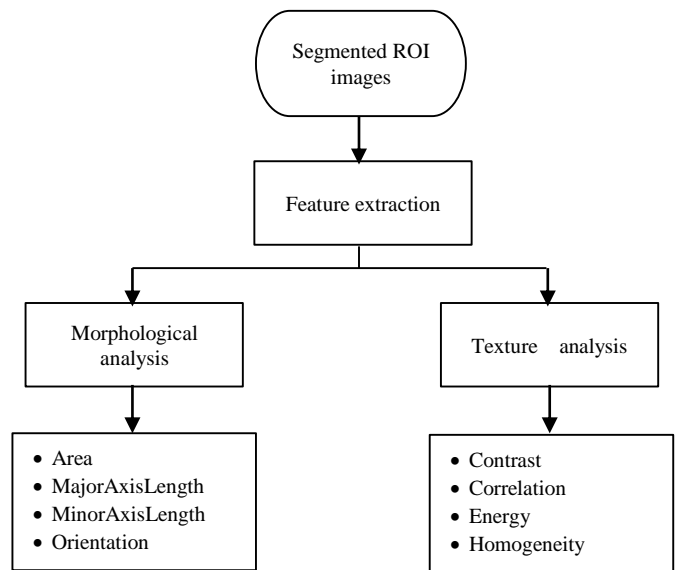 Segmented ROI
images
Feature extraction
Morphological
analysis
Texture analysis
• Area
• MajorAxisLength
• MinorAxisLength
• Orientation
• Contrast
• Correlation
• Energy
• Homogeneity